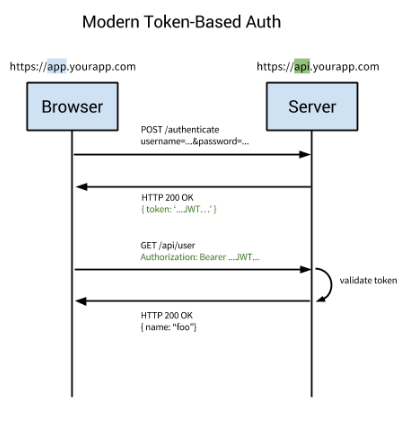 Modern Token-Based Auth
https://app.yourapp.com
https://api.yourapp.com
Browser
Server
POST /authenticate
username=...&password=...
HTTP 200 OK
{ token: ‘...JWT...’ }
GET /api/user
Authorization: Bearer ...JWT...
validate token
HTTP 200 OK
{ name: “foo”}